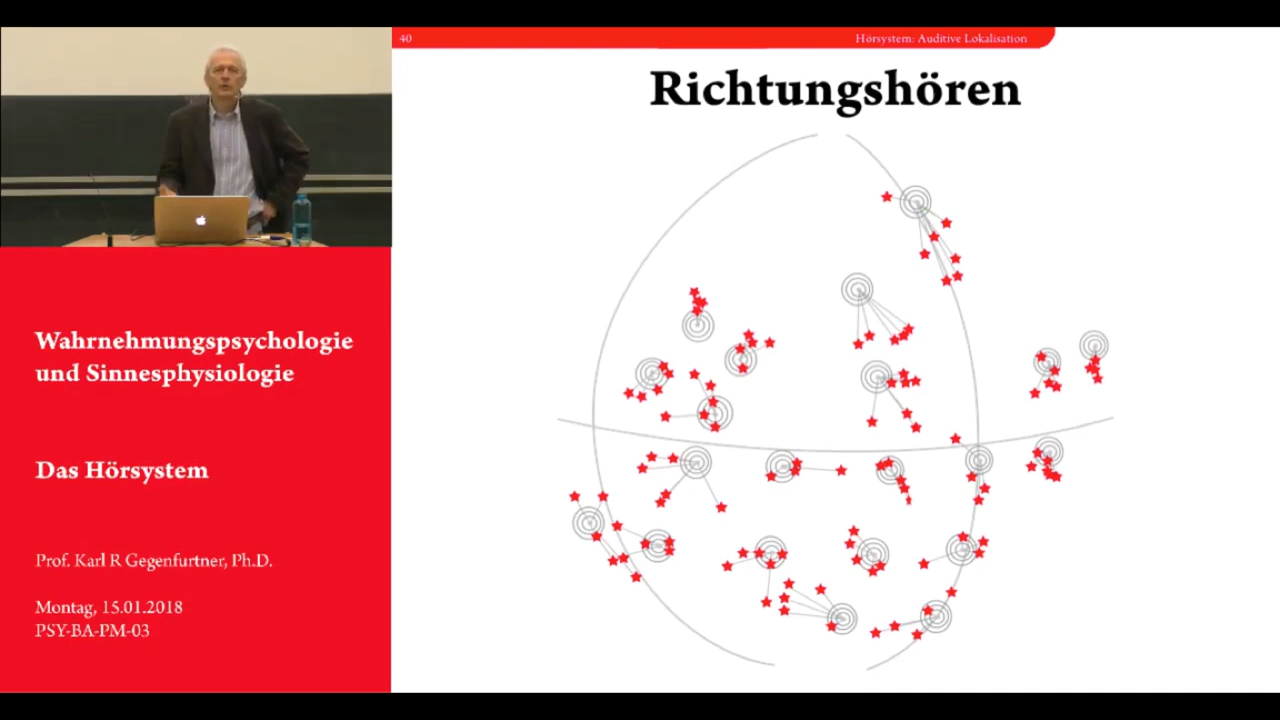 40
Hörsystem: Auditive Lokalisation
Richtungshören
Wahrnehmungspsychologie
und Sinnesphysiologie
Das Hörsystem
Prof. Karl R Gegenfurtner, Ph.D.
Montag, 15.01.2018
PSY-BA-PM-03